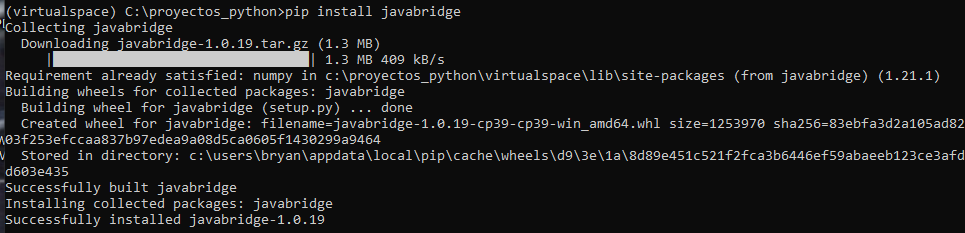 (virtualspace) C:\proyectos_python>pip install javabridge
Collecting javabridge
  Downloading javabridge-1.0.19.tar.gz (1.3 MB)
     |████████████████████████████████| 1.3 MB 409 kB/s
Requirement already satisfied: numpy in c:\proyectos_python\virtualspace\lib\site-packages (from javabridge) (1.21.1)
Building wheels for collected packages: javabridge
  Building wheel for javabridge (setup.py) ... done
  Created wheel for javabridge: filename=javabridge-1.0.19-cp39-cp39-win_amd64.whl size=1253970 sha256=83ebfa3d2a105ad82
03f253efccaa837b97edea9a08d5ca0605f1430299a9464
  Stored in directory: c:\users\bryan\appdata\local\pip\cache\wheels\d9\3e\1a\8d89e451c521f2fca3b6446ef59abaeeb123ce3afd
d603e435
Successfully built javabridge
Installing collected packages: javabridge
Successfully installed javabridge-1.0.19